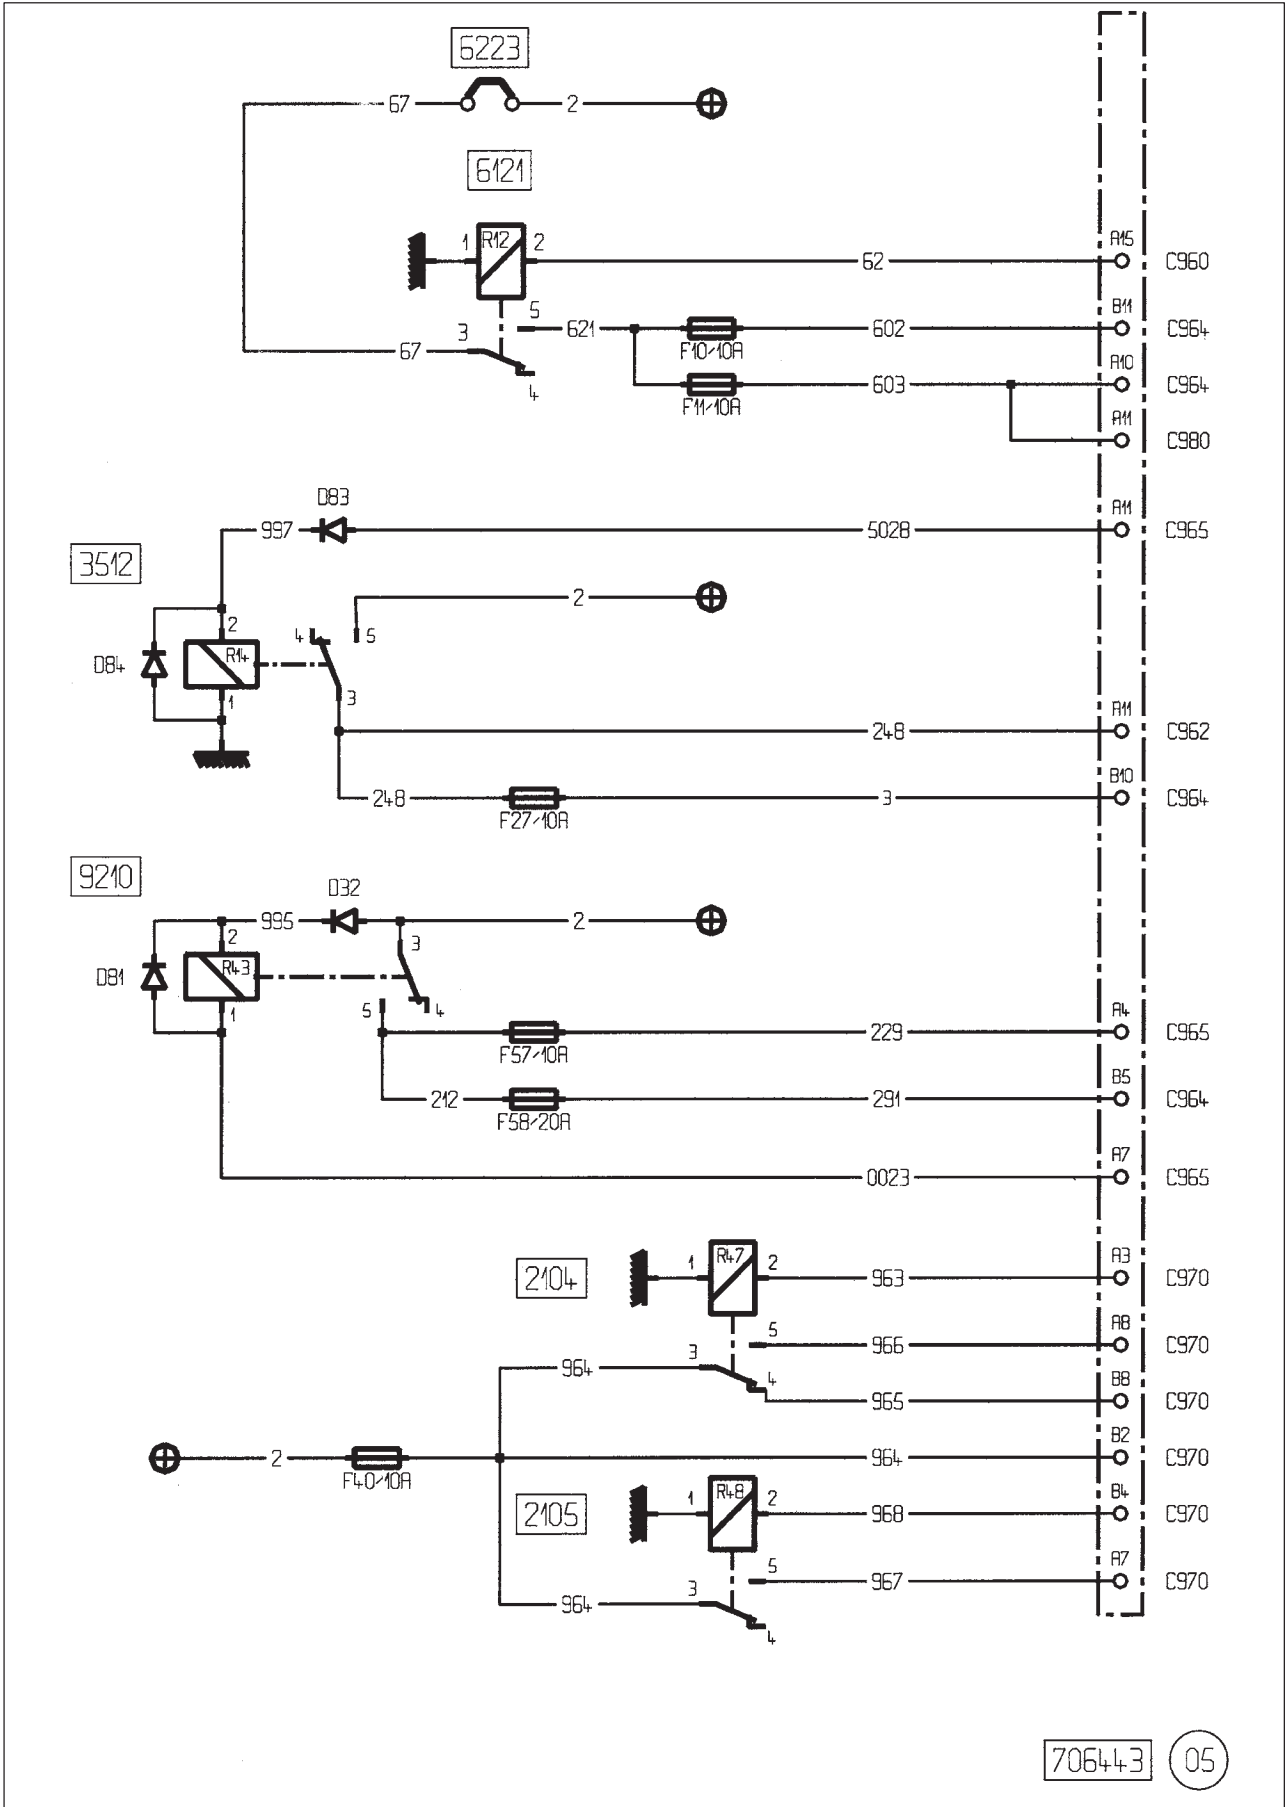 6223
67 2
6121
1 R12 2 62 A15 C960
5 621 602 B11 C964
3 F10/10A
67 4 603 A10 C964
F11/10A
A11 C980
D83
997 5028 A11 C965
3512
2
2 4 5
D84 R14
1 3
248 A11 C962
248 3 B10 C964
F27/10A
9210
D32
995 2
2 3
D81 R43
1 5 4
229 A4 C965
F57/10A
212 291 B5 C964
F58/20A
0023 A7 C965
2104 1 R47 2 963 A3 C970
5 966 A8 C970
964 3 4
965 B8 C970
2 964 B2 C970
F40/10A
2105 1 R48 2 968 B4 C970
5 967 A7 C970
964 3
4
706443 05